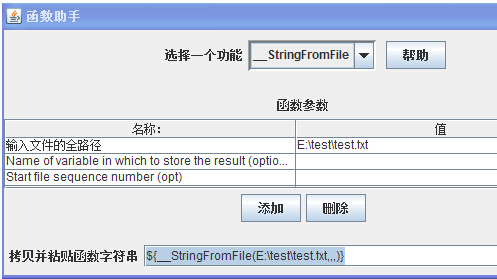 函数助手
选择一个功能 __StringFromFile 帮助
函数参数
名称: 值
输入文件的全路径 E:\test\test.txt
Name of variable in which to store the result (optio...
Start file sequence number (opt)
添加 删除
拷贝并粘贴函数字符串 ${__StringFromFile(E:\test\test.txt,,,)}